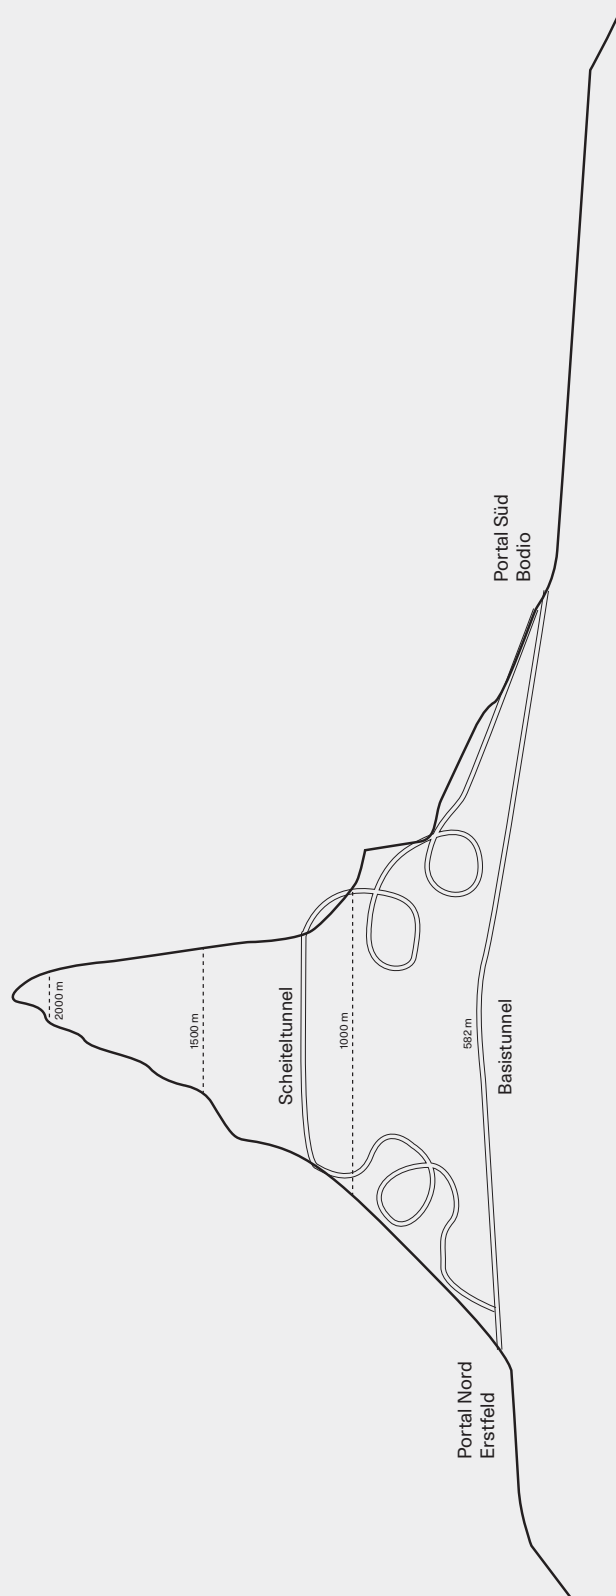 2000 m
1500 m
Scheiteltunnel
1000 m
582 m
Basistunnel
Portal Nord
Erstfeld
Portal Süd
Bodio